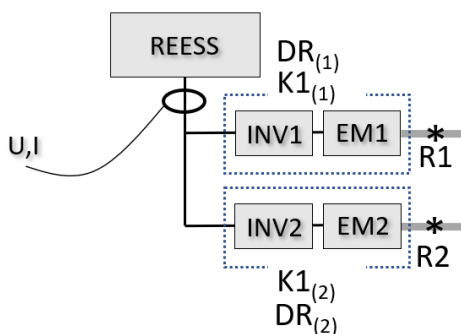 REESS
DR(1)
K1(1)
U,I
INV1
EM1
R1
INV2
EM2
R2
K1(2)
DR(2)